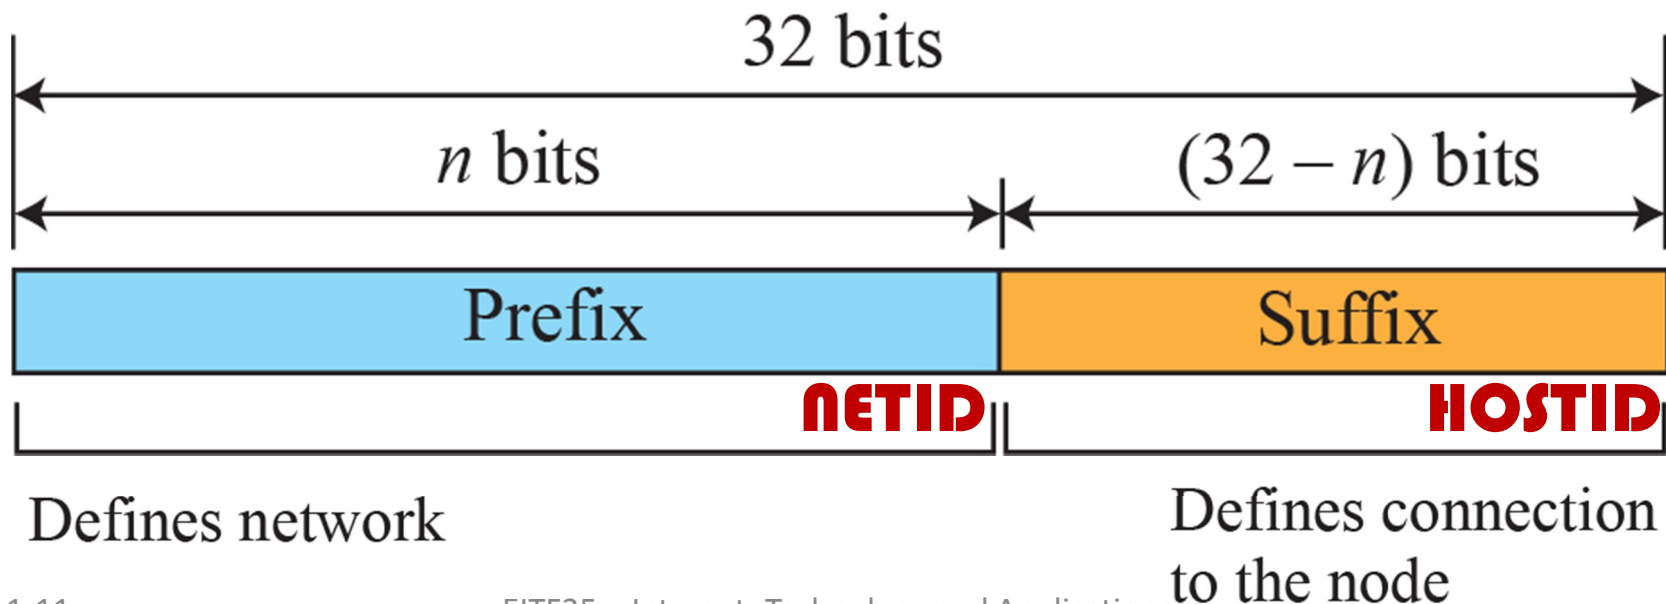 32 bits
n bits
(32 – n) bits
Prefix
Suffix
NETID
HOSTID
Defines network
Defines connection
to the node